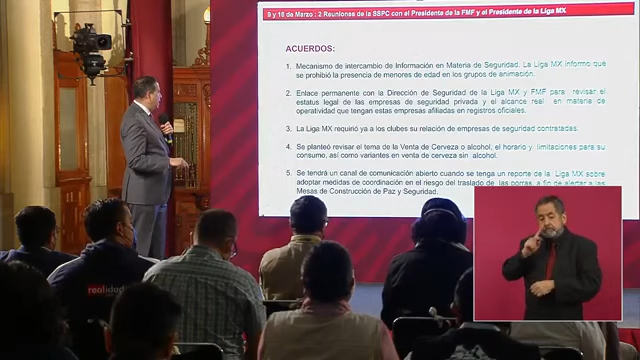 9 y 16 de Marzo : 2 Reuniones de la SSPC con el Presidente de la FMF y el Presidente de la Liga MX
ACUERDOS:
1. Mecanismo de intercambio de Información en Materia de Seguridad. La Liga MX informo que
se prohibió la presencia de menores de edad en los grupos de animación.
2. Enlace permanente con la Dirección de Seguridad de la Liga MX y FMF para revisar el
estatus legal de las empresas de seguridad privada y el alcance real en materia de
operatividad que tengan estas empresas afiliadas en registros oficiales.
3. La Liga MX requirió ya a los clubes su relación de empresas de seguridad contratadas.
4. Se planteó revisar el tema de la Venta de Cerveza o alcohol, el horario y limitaciones para su
consumo, así como variantes en venta de cerveza sin alcohol.
5. Se tendrá un canal de comunicación abierto cuando se tenga un reporte de la Liga MX sobre
adoptar medidas de coordinación en el riesgo del traslado de las porras, a fin de alertar a las
Mesas de Construcción de Paz y Seguridad.
realidad